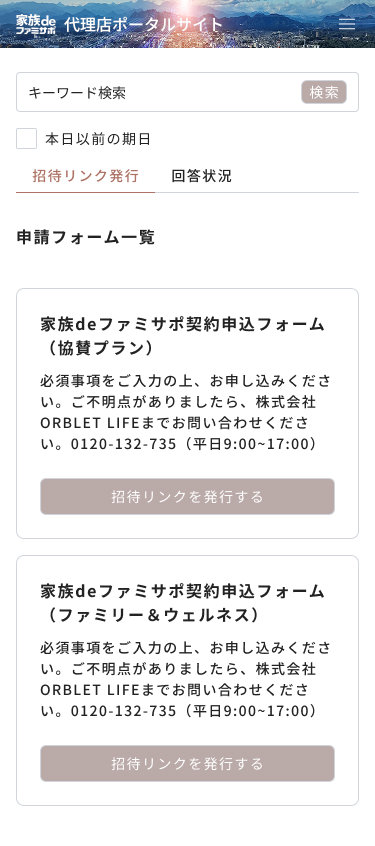 家族de
ファミサポ
代理店ポータルサイト
キーワード検索
検索
本日以前の期日
招待リンク発行
回答状況
申請フォーム一覧
家族deファミサポ契約申込フォーム
（協賛プラン）
必須事項をご入力の上、お申し込みくださ
い。ご不明点がありましたら、株式会社
ORBLET LIFEまでお問い合わせくださ
い。0120-132-735（平日9:00~17:00）
招待リンクを発行する
家族deファミサポ契約申込フォーム
（ファミリー＆ウェルネス）
必須事項をご入力の上、お申し込みくださ
い。ご不明点がありましたら、株式会社
ORBLET LIFEまでお問い合わせくださ
い。0120-132-735（平日9:00~17:00）
招待リンクを発行する